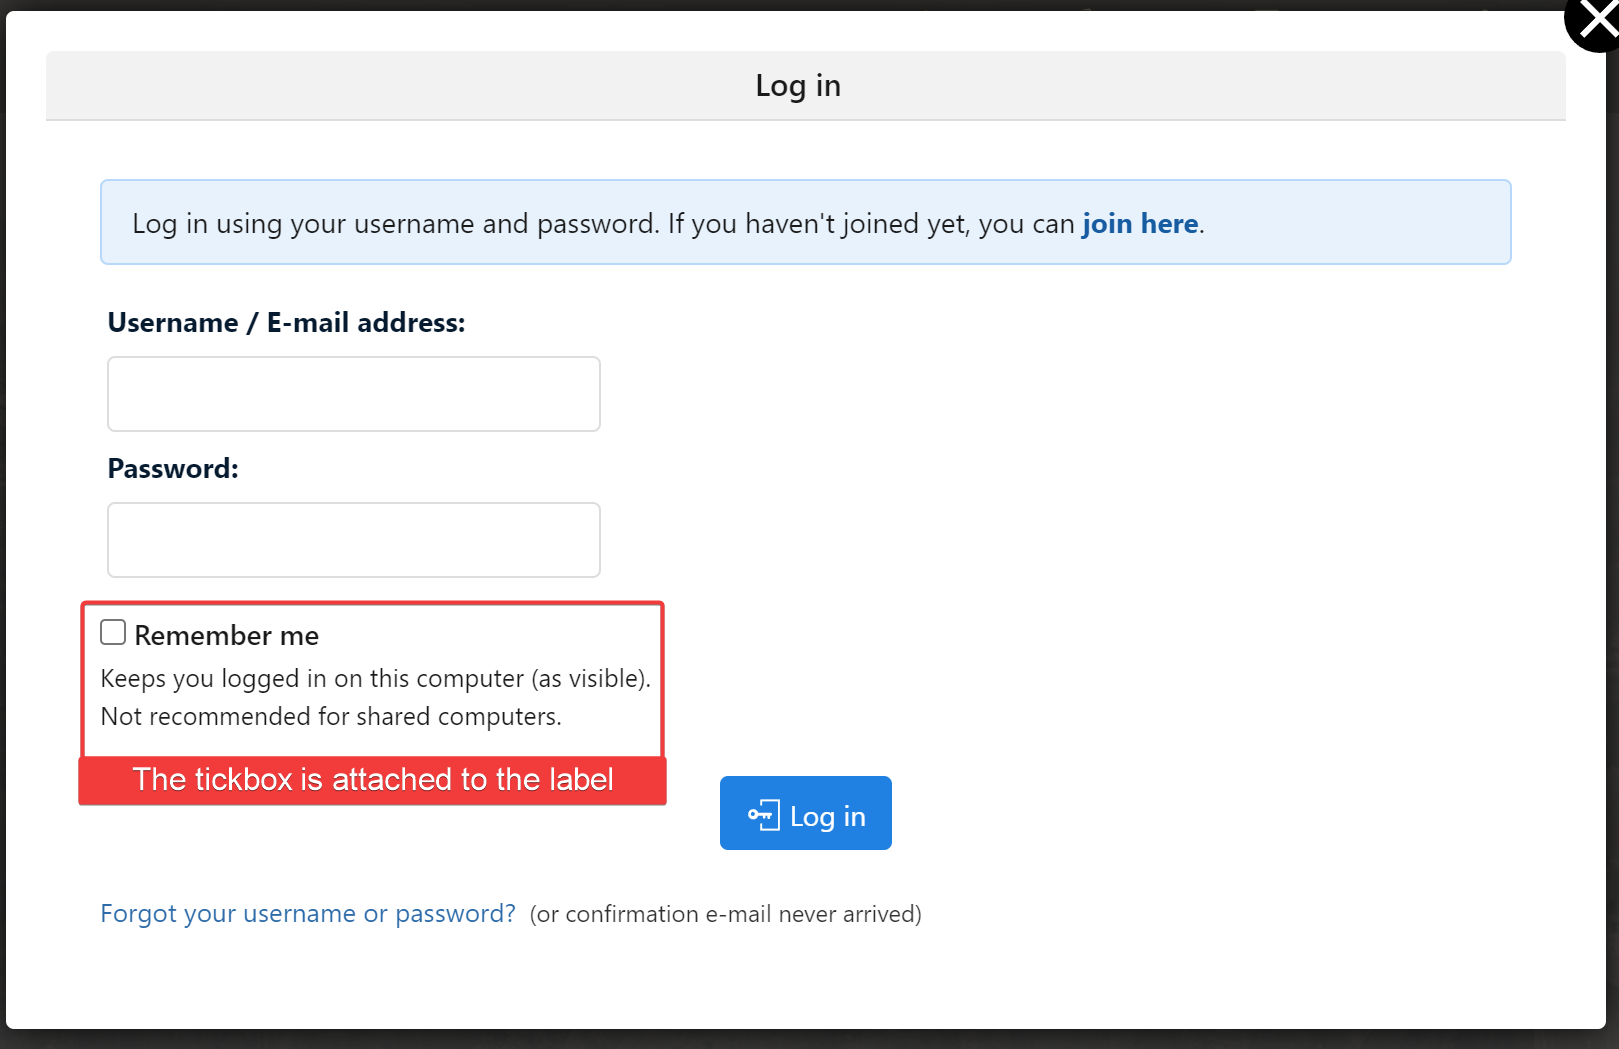 Log in
Log in using your username and password. If you haven't joined yet, you can join here.
Username / E-mail address:
Password:
Remember me
Keeps you logged in on this computer (as visible).
Not recommended for shared computers.
The tickbox is attached to the label
Log in
Forgot your username or password? (or confirmation e-mail never arrived)